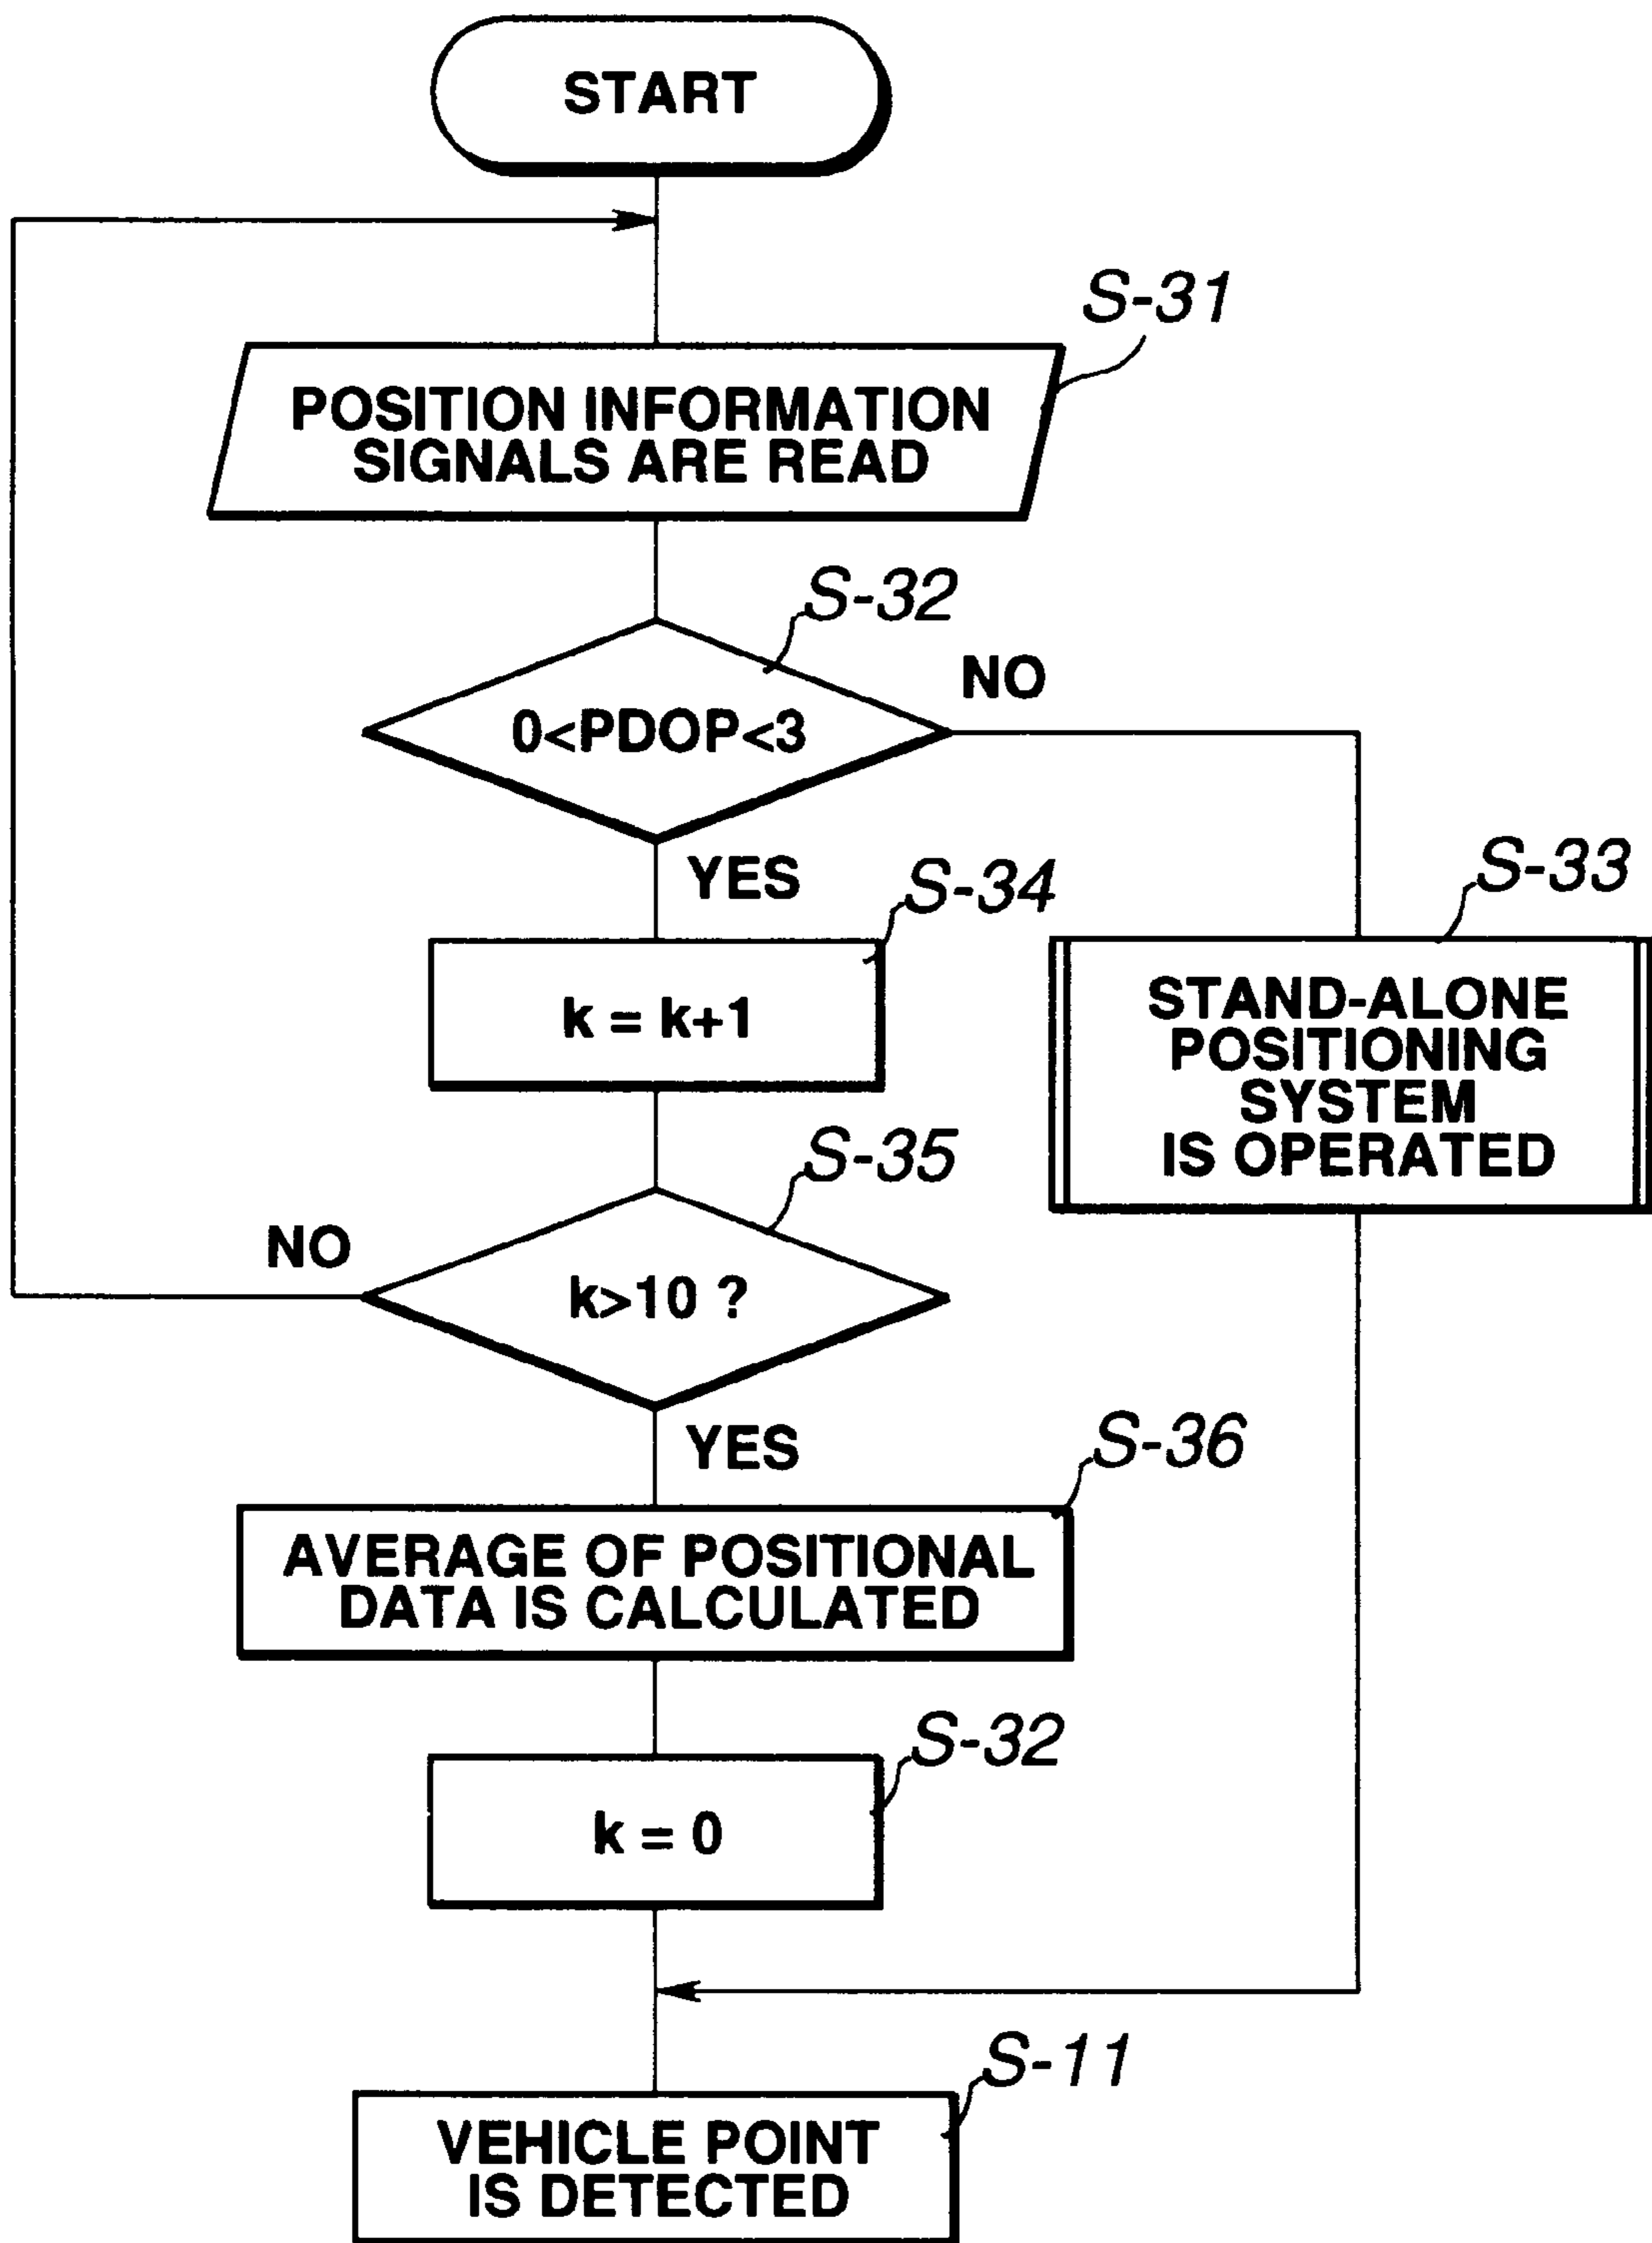 START
S-31
POSITION INFORMATION
SIGNALS ARE READ
S-32
NO
0<PDOP<3
YES
S-34
S-33
k = k+1
STAND-ALONE
POSITIONING
SYSTEM
IS OPERATED
S-35
NO
k>10 ?
YES
S-36
AVERAGE OF POSITIONAL
DATA IS CALCULATED
S-32
k = 0
S-11
VEHICLE POINT
IS DETECTED